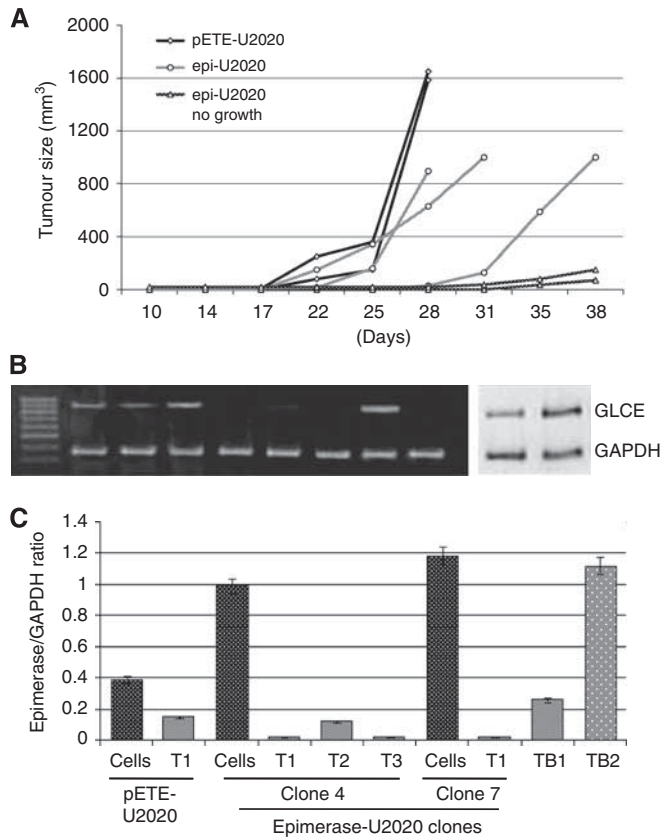 A
2000
1600
1200
800
400
0
Tumour size (mm³)
pETE-U2020
epi-U2020
epi-U2020
no growth
10 14 17 22 25 28 31 35 38
(Days)
B
GLCE
GAPDH
C
1.4
1.2
1
0.8
0.6
0.4
0.2
0
Epimerase/GAPDH ratio
Cells T1 Cells T1 T2 T3 Cells T1 TB1 TB2
pETE-
U2020
Clone 4 Clone 7
Epimerase-U2020 clones